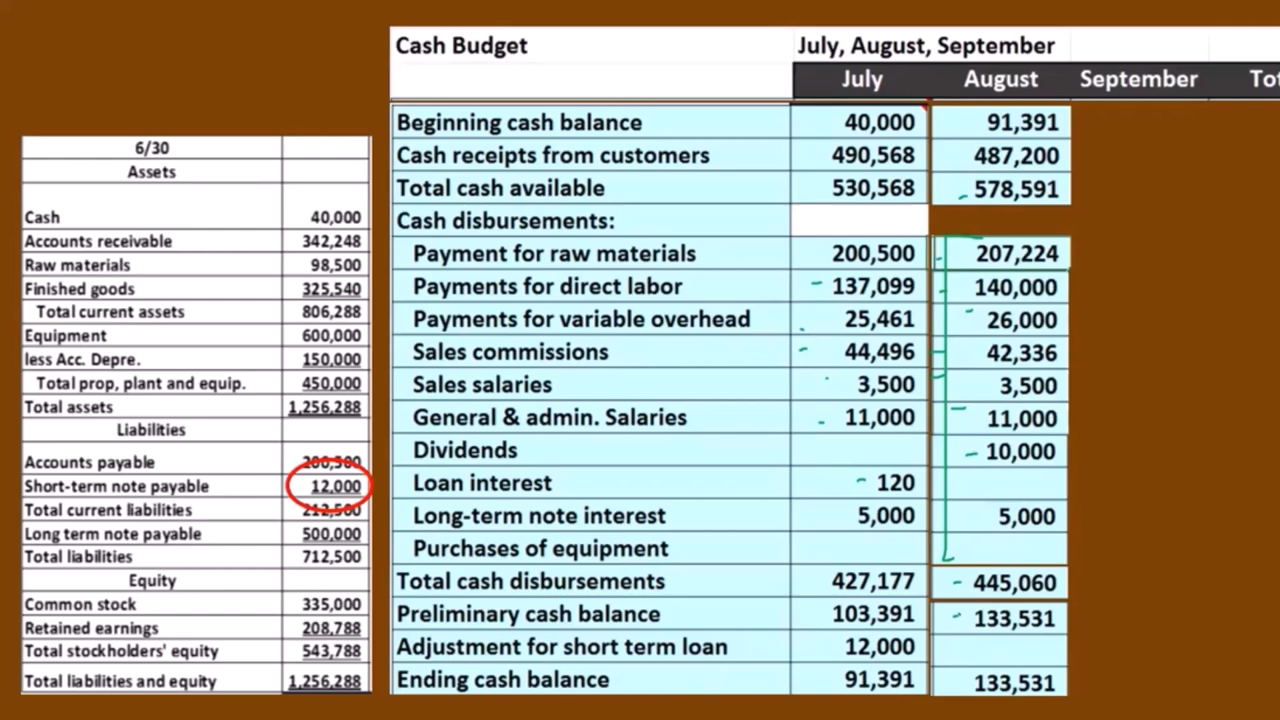 Cash Budget July, August, September
July August September Tot
Beginning cash balance 40,000 91,391
Cash receipts from customers 490,568 487,200
Total cash available 530,568 578,591
Cash disbursements:
Payment for raw materials 200,500 207,224
Payments for direct labor 137,099 140,000
Payments for variable overhead 25,461 26,000
Sales commissions 44,496 42,336
Sales salaries 3,500 3,500
General & admin. Salaries 11,000 11,000
Dividends 10,000
Loan interest 120
Long-term note interest 5,000 5,000
Purchases of equipment
Total cash disbursements 427,177 445,060
Preliminary cash balance 103,391 133,531
Adjustment for short term loan 12,000
Ending cash balance 91,391 133,531
6/30
Assets
Cash 40,000
Accounts receivable 342,248
Raw materials 98,500
Finished goods 325,540
Total current assets 806,288
Equipment 600,000
less Acc. Depre. 150,000
Total prop, plant and equip. 450,000
Total assets 1,256,288
Liabilities
Accounts payable 200,500
Short-term note payable 12,000
Total current liabilities 212,500
Long term note payable 500,000
Total liabilities 712,500
Equity
Common stock 335,000
Retained earnings 208,788
Total stockholders' equity 543,788
Total liabilities and equity 1,256,288